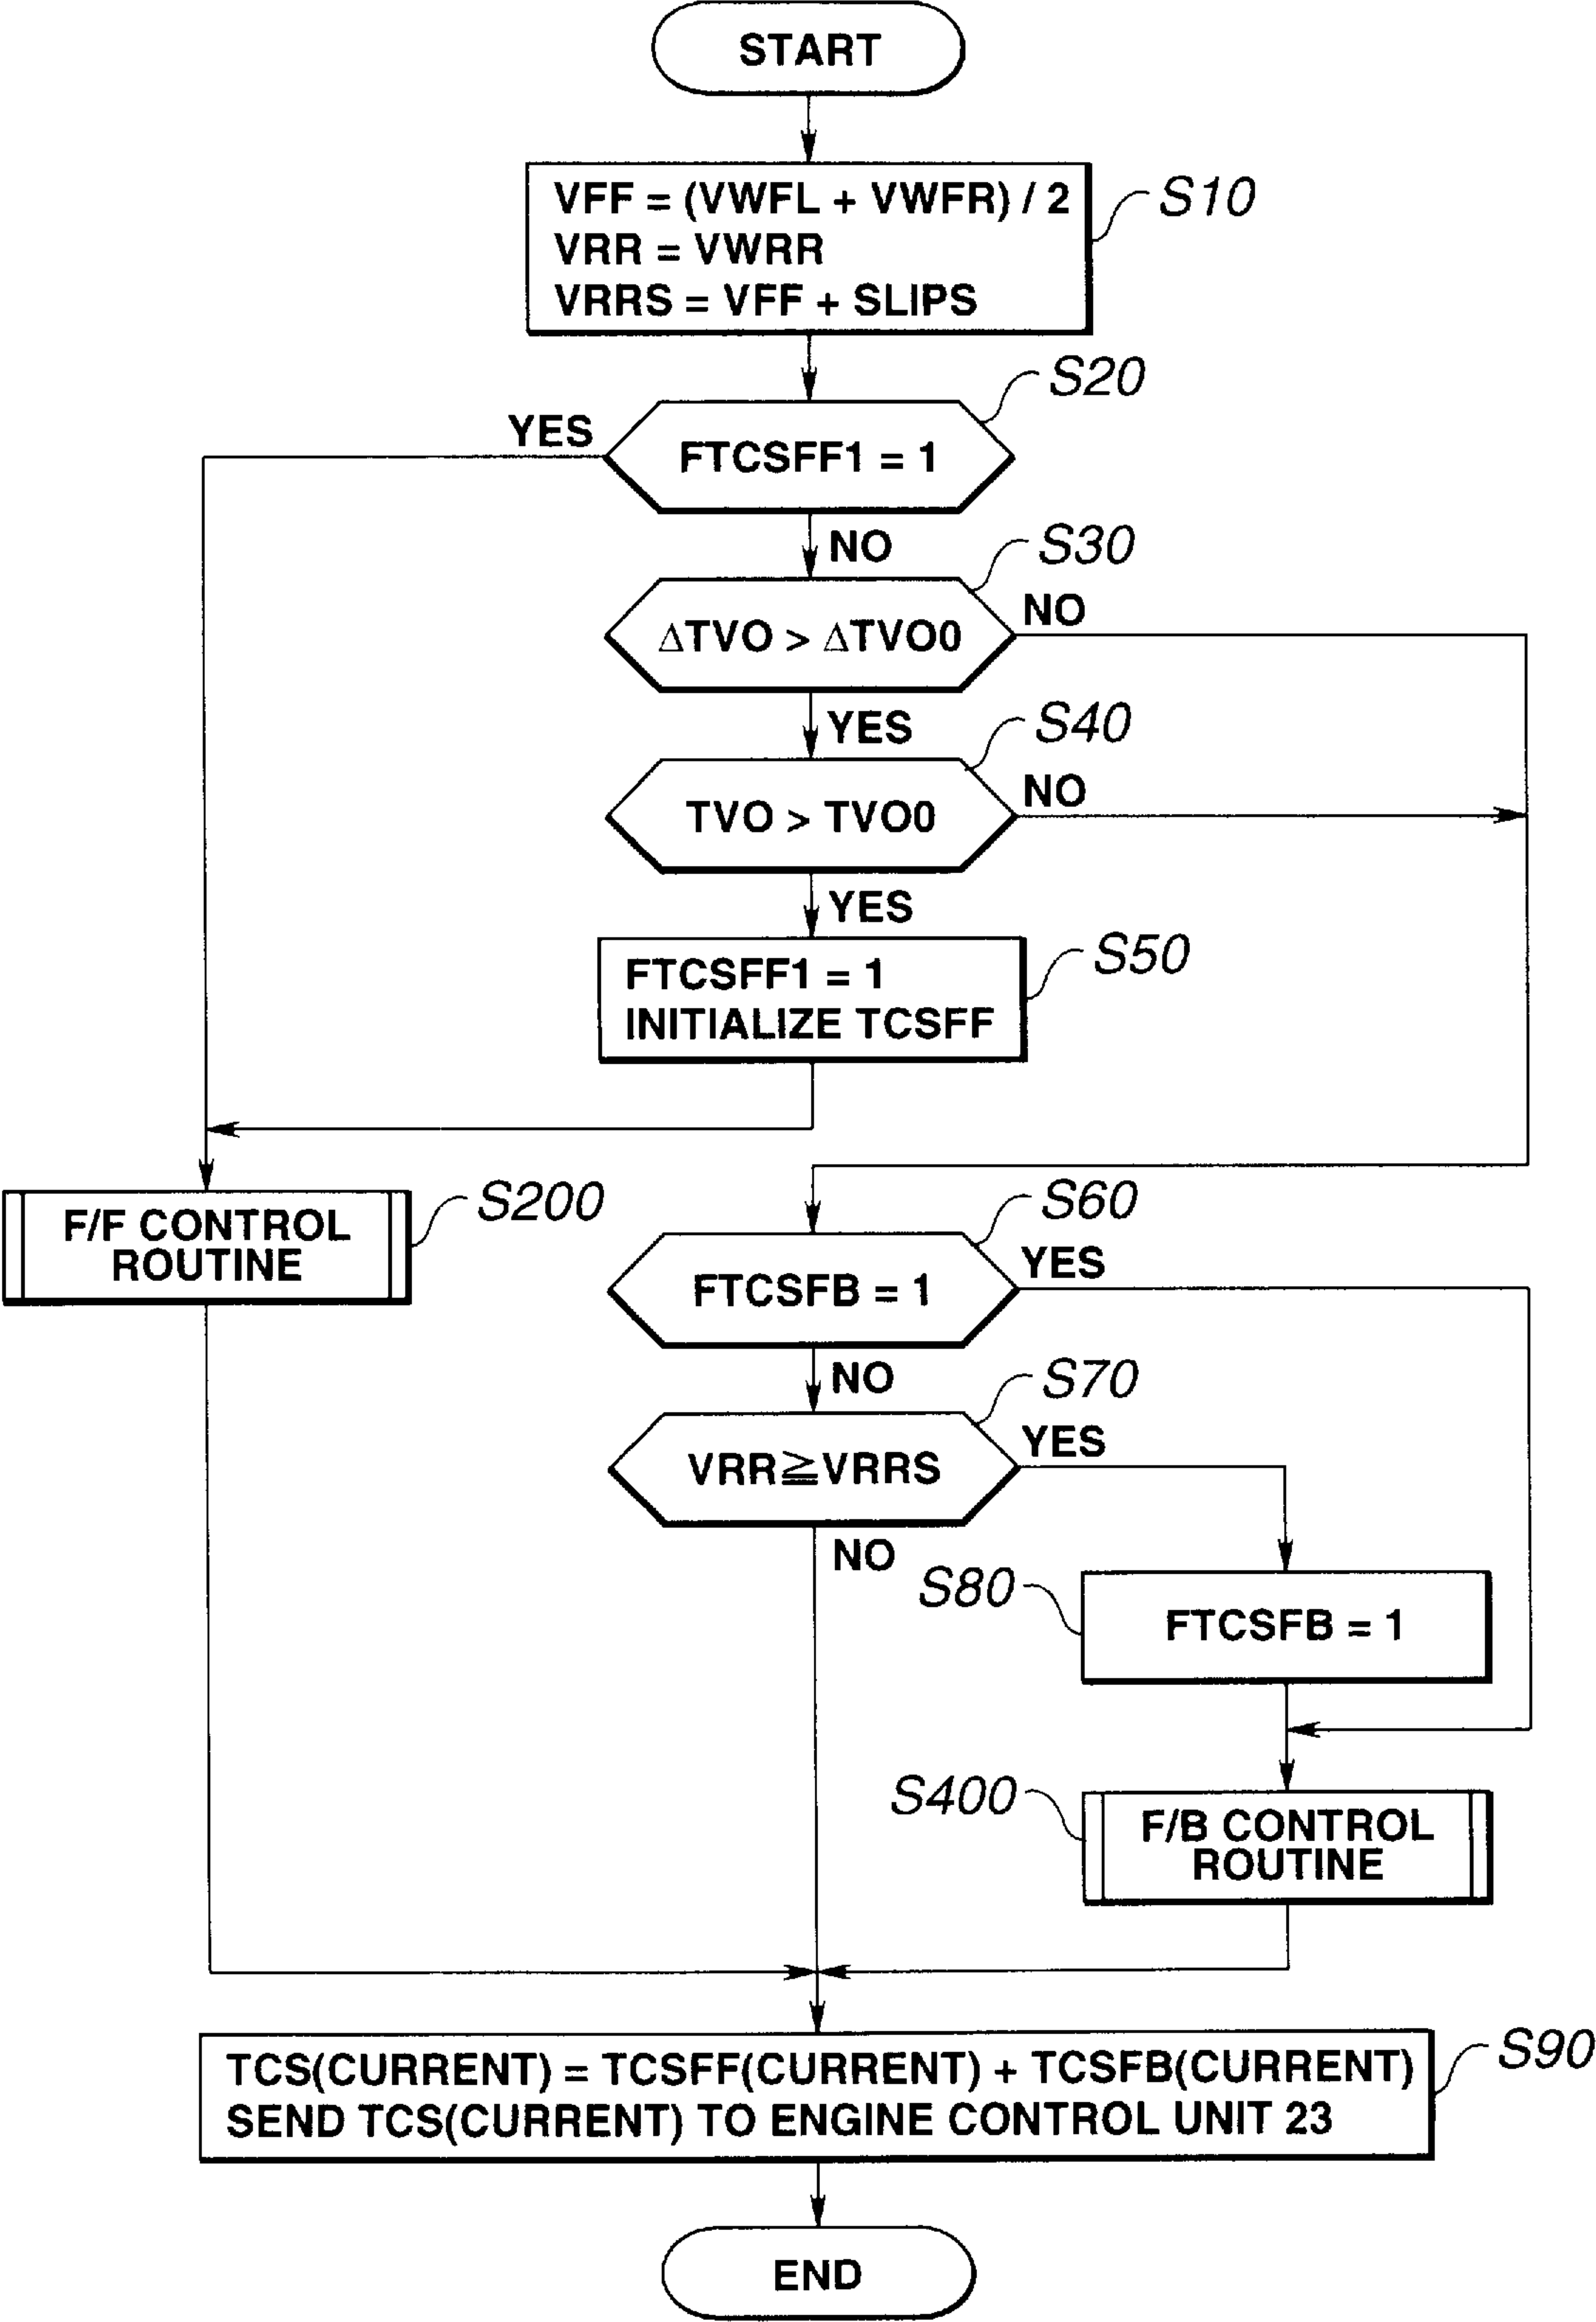 START
VFF = (VWFL + VWFR) / 2
VRR = VWRR
VRRS = VFF + SLIPS
S10
S20
YES
FTCSFF1 = 1
NO
S30
ΔTVO > ΔTVO0
NO
YES
S40
TVO > TVO0
NO
YES
S50
FTCSFF1 = 1
INITIALIZE TCSFF
F/F CONTROL
ROUTINE
S200
S60
FTCSFB = 1
YES
NO
S70
VRR≧VRRS
YES
NO
S80
FTCSFB = 1
S400
F/B CONTROL
ROUTINE
TCS(CURRENT) = TCSFF(CURRENT) + TCSFB(CURRENT)
SEND TCS(CURRENT) TO ENGINE CONTROL UNIT 23
S90
END